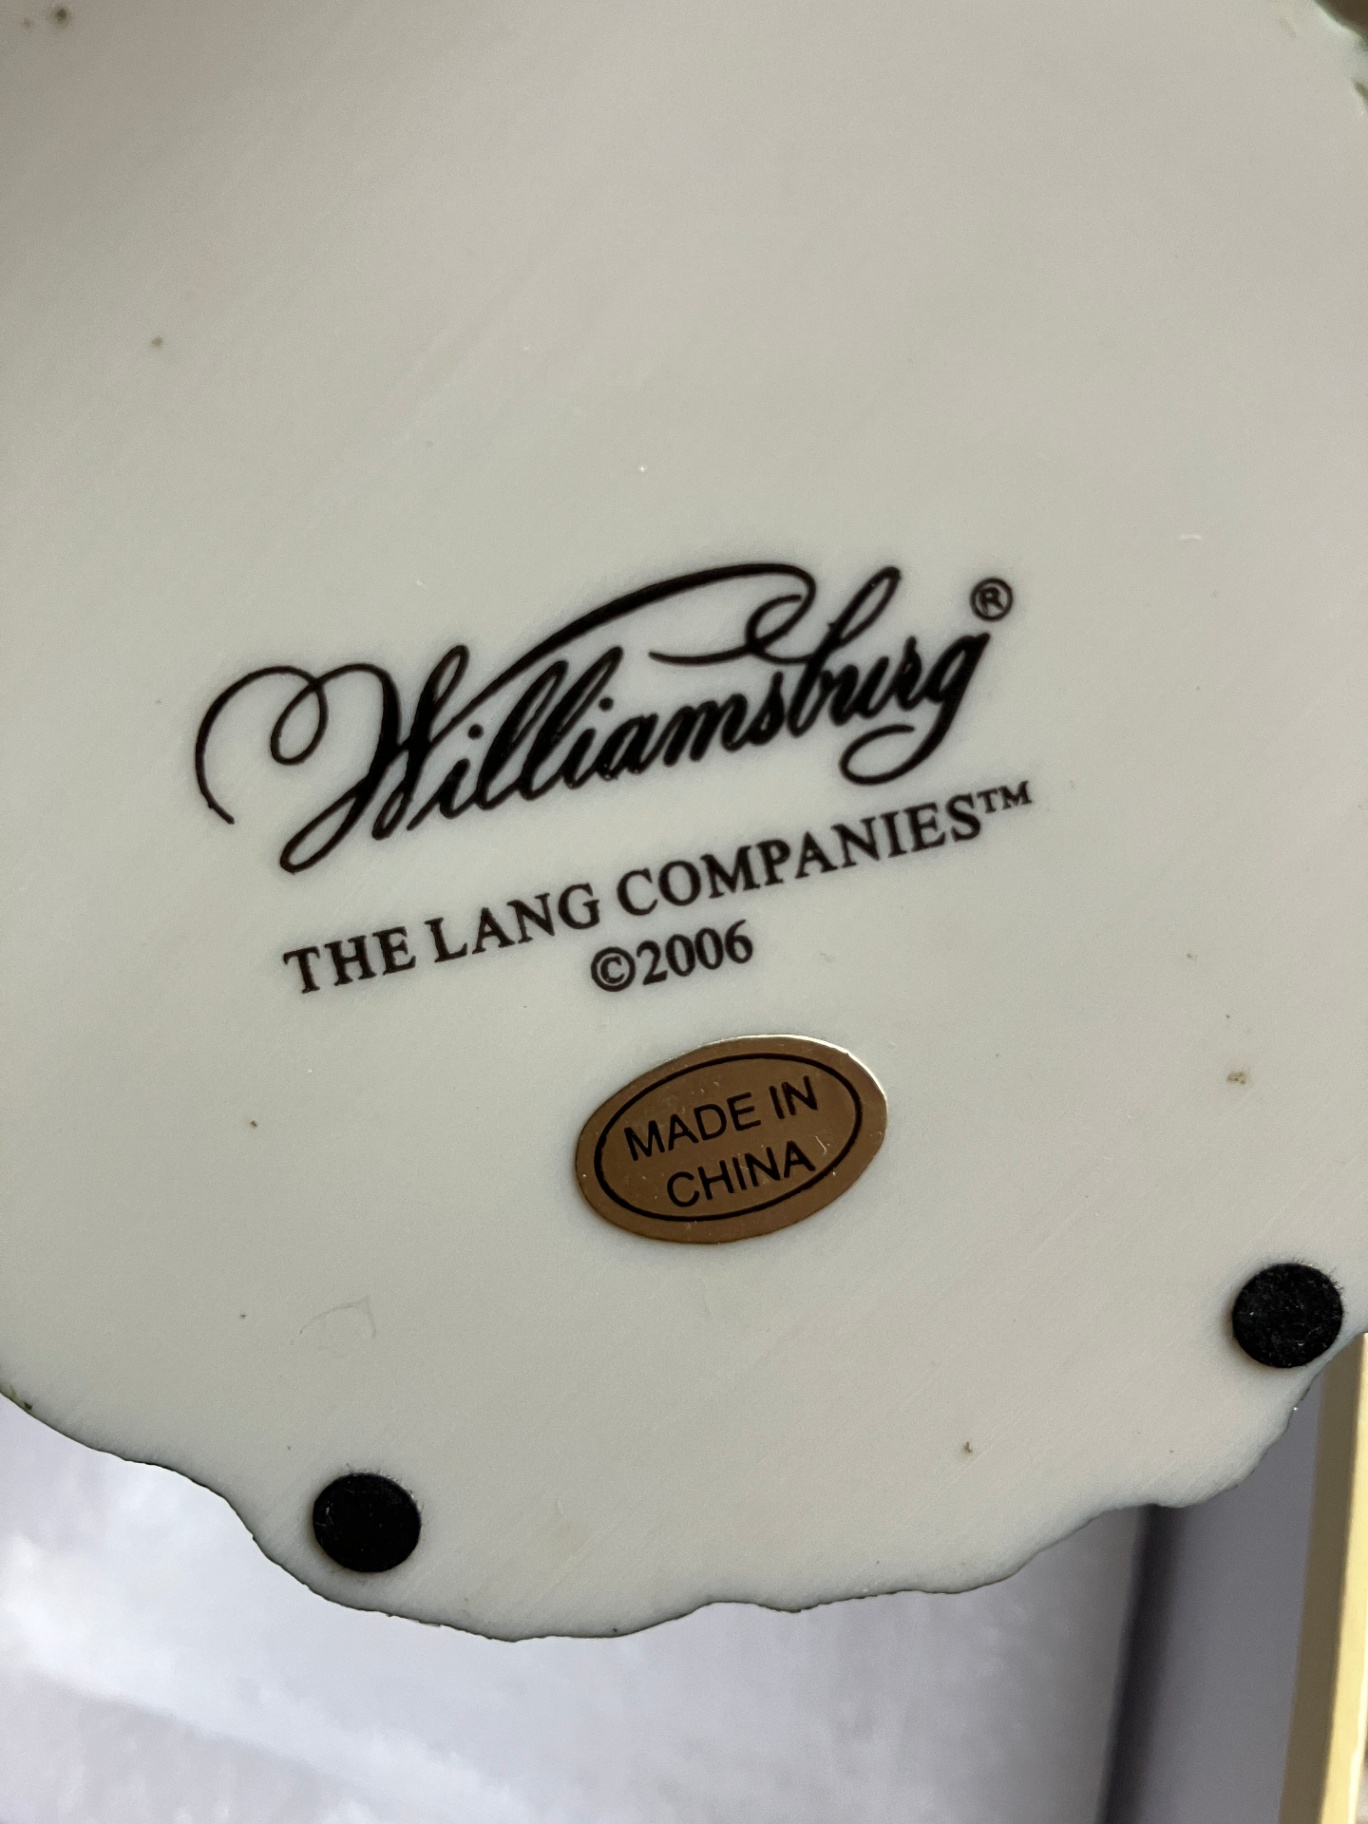 Williamsburg®
THE LANG COMPANIES™
©2006
MADE IN
CHINA